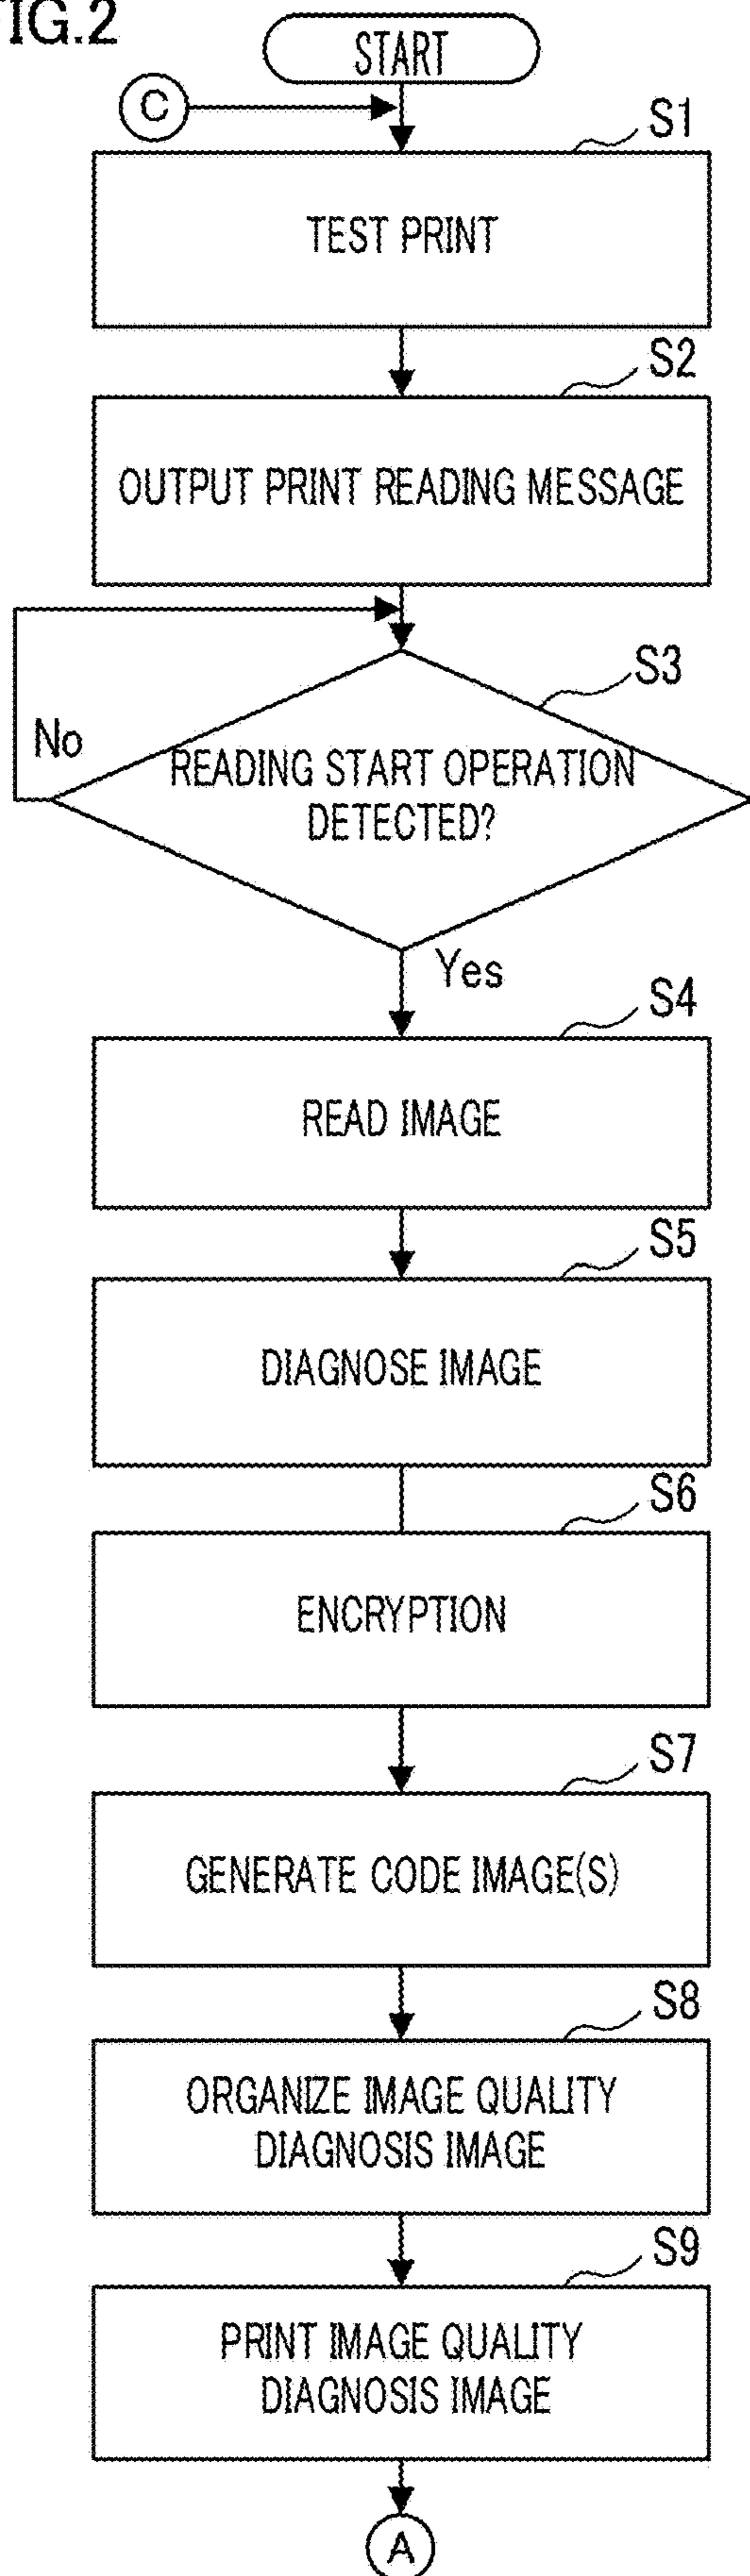 FIG.2
START
C
S1
TEST PRINT
S2
OUTPUT PRINT READING MESSAGE
S3
No
READING START OPERATION
DETECTED?
Yes
S4
READ IMAGE
S5
DIAGNOSE IMAGE
S6
ENCRYPTION
S7
GENERATE CODE IMAGE(S)
S8
ORGANIZE IMAGE QUALITY
DIAGNOSIS IMAGE
S9
PRINT IMAGE QUALITY
DIAGNOSIS IMAGE
A